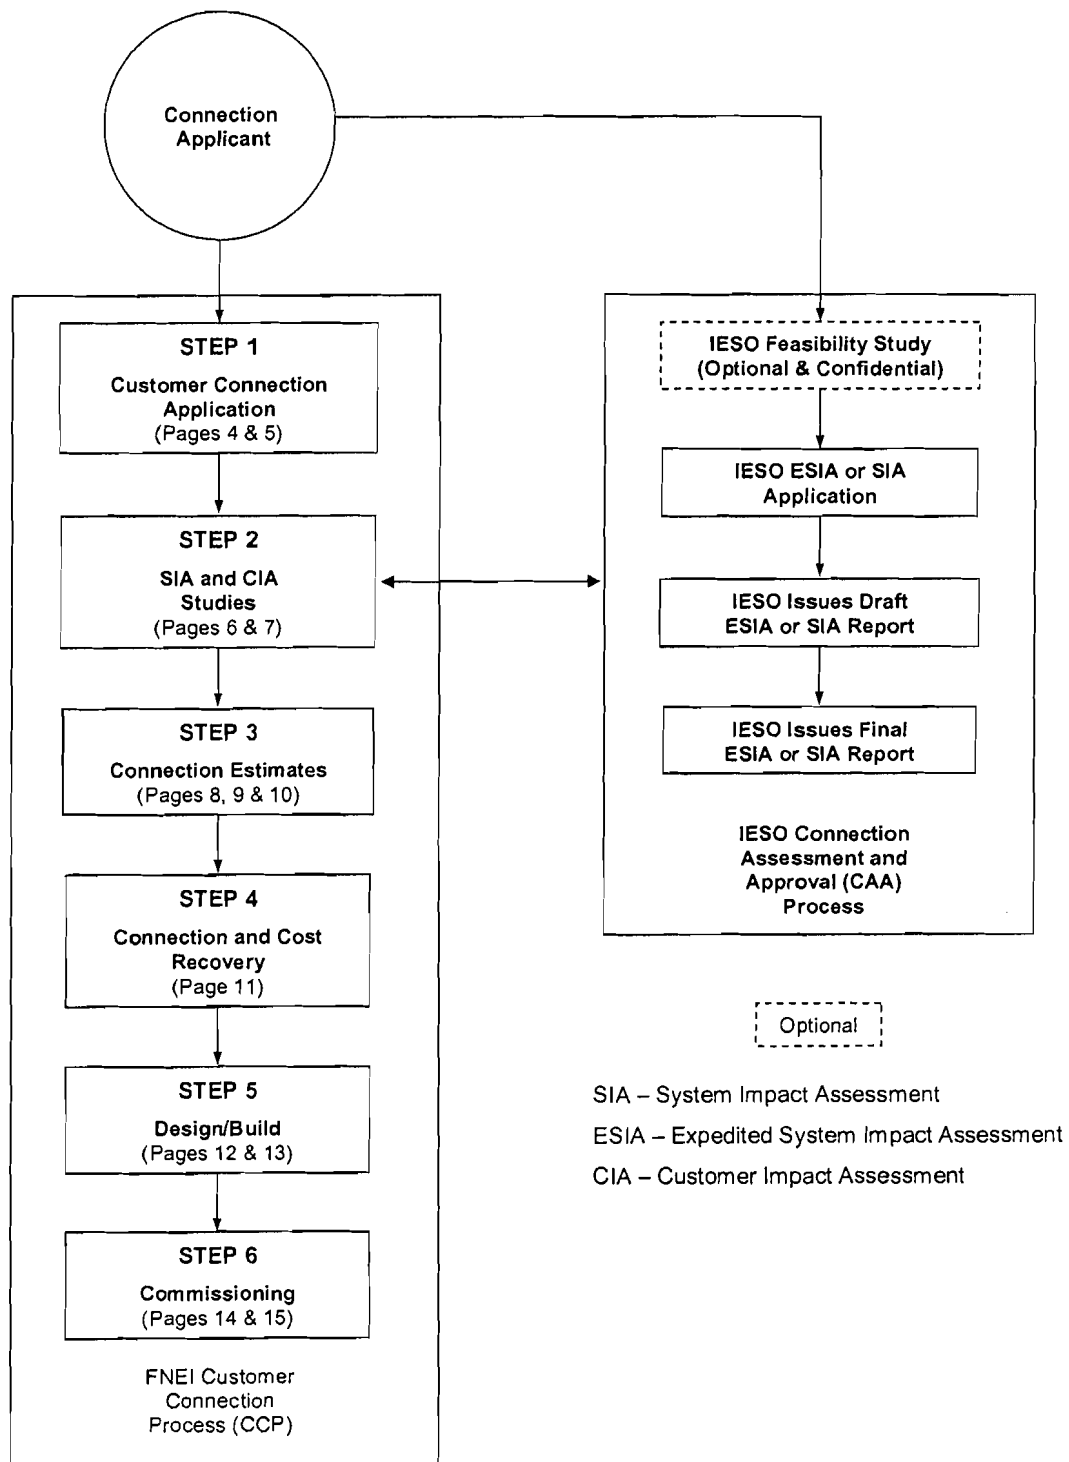 Connection
Applicant
STEP 1
Customer Connection
Application
(Pages 4 & 5)
STEP 2
SIA and CIA
Studies
(Pages 6 & 7)
STEP 3
Connection Estimates
(Pages 8, 9 & 10)
STEP 4
Connection and Cost
Recovery
(Page 11)
STEP 5
Design/Build
(Pages 12 & 13)
STEP 6
Commissioning
(Pages 14 & 15)
FNEI Customer
Connection
Process (CCP)
IESO Feasibility Study
(Optional & Confidential)
IESO ESIA or SIA
Application
IESO Issues Draft
ESIA or SIA Report
IESO Issues Final
ESIA or SIA Report
IESO Connection
Assessment and
Approval (CAA)
Process
Optional
SIA – System Impact Assessment
ESIA – Expedited System Impact Assessment
CIA – Customer Impact Assessment